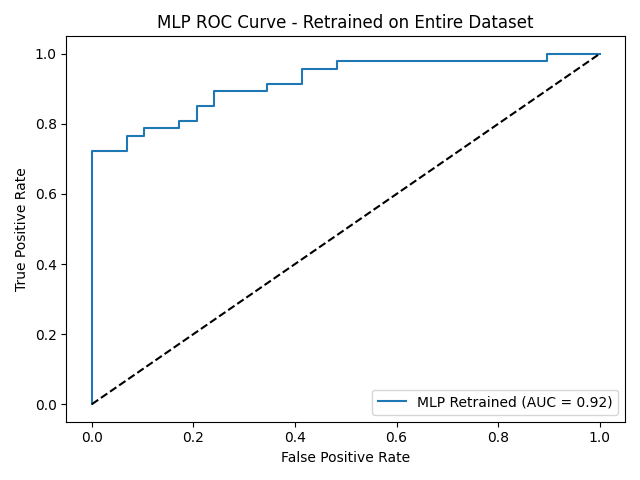 MLP ROC Curve - Retrained on Entire Dataset
True Positive Rate
1.0
0.8
0.6
0.4
0.2
0.0
0.0 0.2 0.4 0.6 0.8 1.0
False Positive Rate
MLP Retrained (AUC = 0.92)